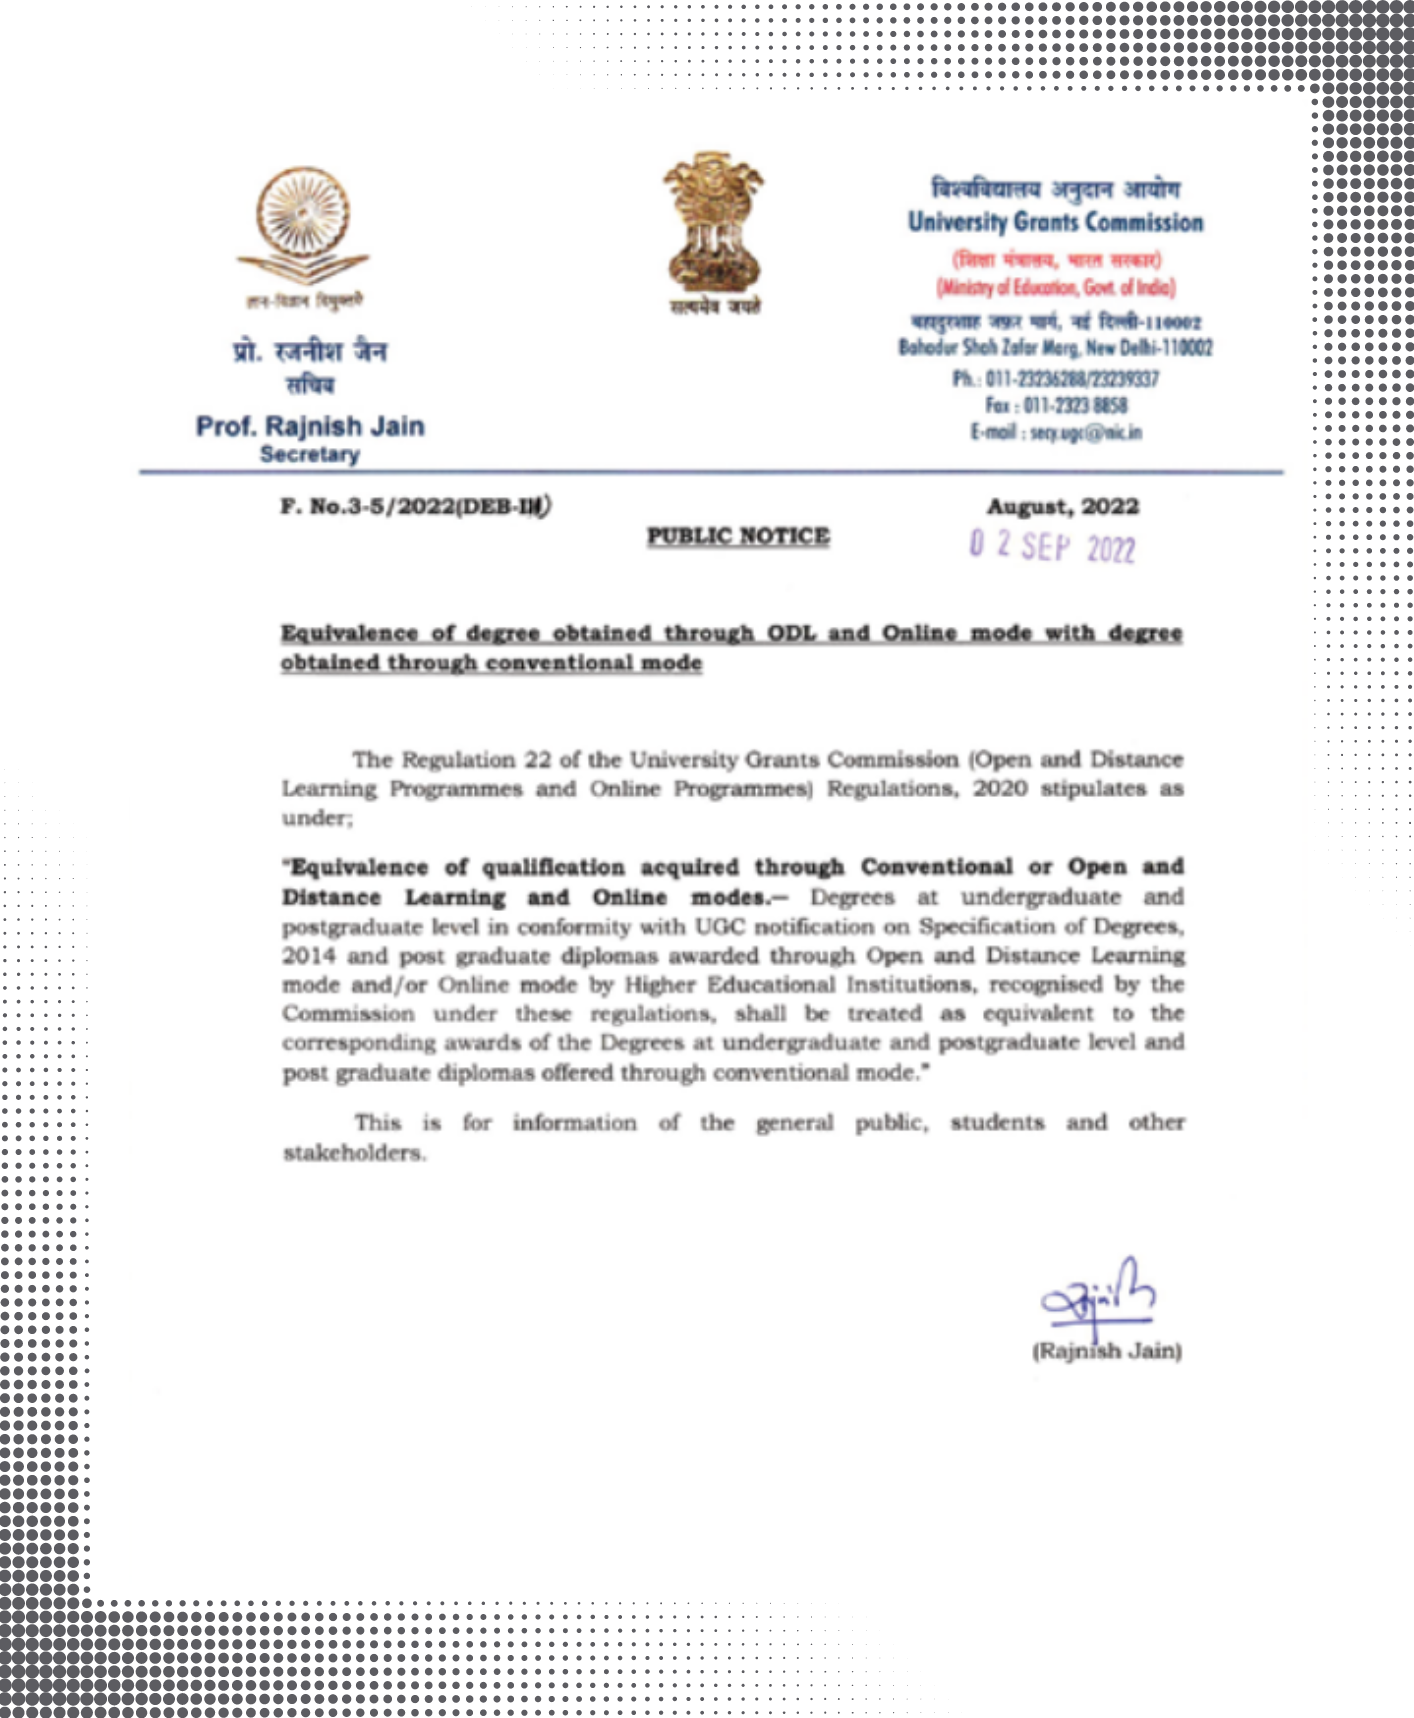 ज्ञान-विज्ञान विमुक्तये
प्रो. रजनीश जैन
सचिव
Prof. Rajnish Jain
Secretary
सत्यमेव जयते
विश्वविद्यालय अनुदान आयोग
University Grants Commission
(शिक्षा मंत्रालय, भारत सरकार)
(Ministry of Education, Govt. of India)
बहादुरशाह ज़फ़र मार्ग, नई दिल्ली-110002
Bahadur Shah Zafar Marg, New Delhi-110002
Ph.: 011-23236288/23239337
Fax : 011-2323 8858
E-mail : secy.ugc@nic.in
F. No.3-5/2022(DEB-III)
August, 2022
PUBLIC NOTICE
02 SEP 2022
Equivalence of degree obtained through ODL and Online mode with degree
obtained through conventional mode
The Regulation 22 of the University Grants Commission (Open and Distance
Learning Programmes and Online Programmes) Regulations, 2020 stipulates as
under;
"Equivalence of qualification acquired through Conventional or Open and
Distance Learning and Online modes.— Degrees at undergraduate and
postgraduate level in conformity with UGC notification on Specification of Degrees,
2014 and post graduate diplomas awarded through Open and Distance Learning
mode and/or Online mode by Higher Educational Institutions, recognised by the
Commission under these regulations, shall be treated as equivalent to the
corresponding awards of the Degrees at undergraduate and postgraduate level and
post graduate diplomas offered through conventional mode."
This is for information of the general public, students and other
stakeholders.
(Rajnish Jain)